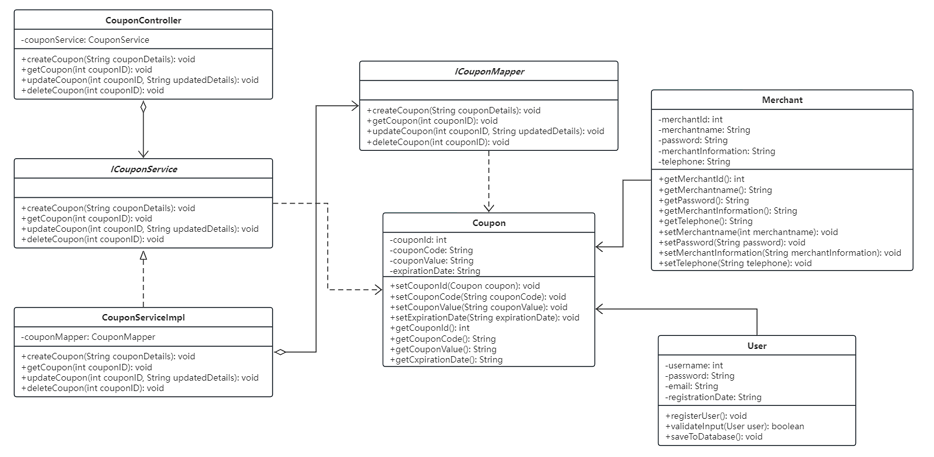 CouponController
-couponService: CouponService
+createCoupon(String couponDetails): void
+getCoupon(int couponID): void
+updateCoupon(int couponID, String updatedDetails): void
+deleteCoupon(int couponID): void
ICouponService
+createCoupon(String couponDetails): void
+getCoupon(int couponID): void
+updateCoupon(int couponID, String updatedDetails): void
+deleteCoupon(int couponID): void
CouponServiceImpl
-couponMapper: CouponMapper
+createCoupon(String couponDetails): void
+getCoupon(int couponID): void
+updateCoupon(int couponID, String updatedDetails): void
+deleteCoupon(int couponID): void
ICouponMapper
+createCoupon(String couponDetails): void
+getCoupon(int couponID): void
+updateCoupon(int couponID, String updatedDetails): void
+deleteCoupon(int couponID): void
Coupon
-couponId: int
-couponCode: String
-couponValue: String
-expirationDate: String
+setCouponId(Coupon coupon): void
+setCouponCode(String couponCode): void
+setCouponValue(String couponValue): void
+setExpirationDate(String expirationDate): void
+getCouponId(): int
+getCouponCode(): String
+getCouponValue(): String
+getCxpirationDate(): String
Merchant
-merchantId: int
-merchantname: String
-password: String
-merchantInformation: String
-telephone: String
+getMerchantId(): int
+getMerchantname(): String
+getPassword(): String
+getMerchantInformation(): String
+getTelephone(): String
+setMerchantname(int merchantname): void
+setPassword(String password): void
+setMerchantInformation(String merchantInformation): void
+setTelephone(String telephone): void
User
-username: int
-password: String
-email: String
-registrationDate: String
+registerUser(): void
+validateInput(User user): boolean
+saveToDatabase(): void